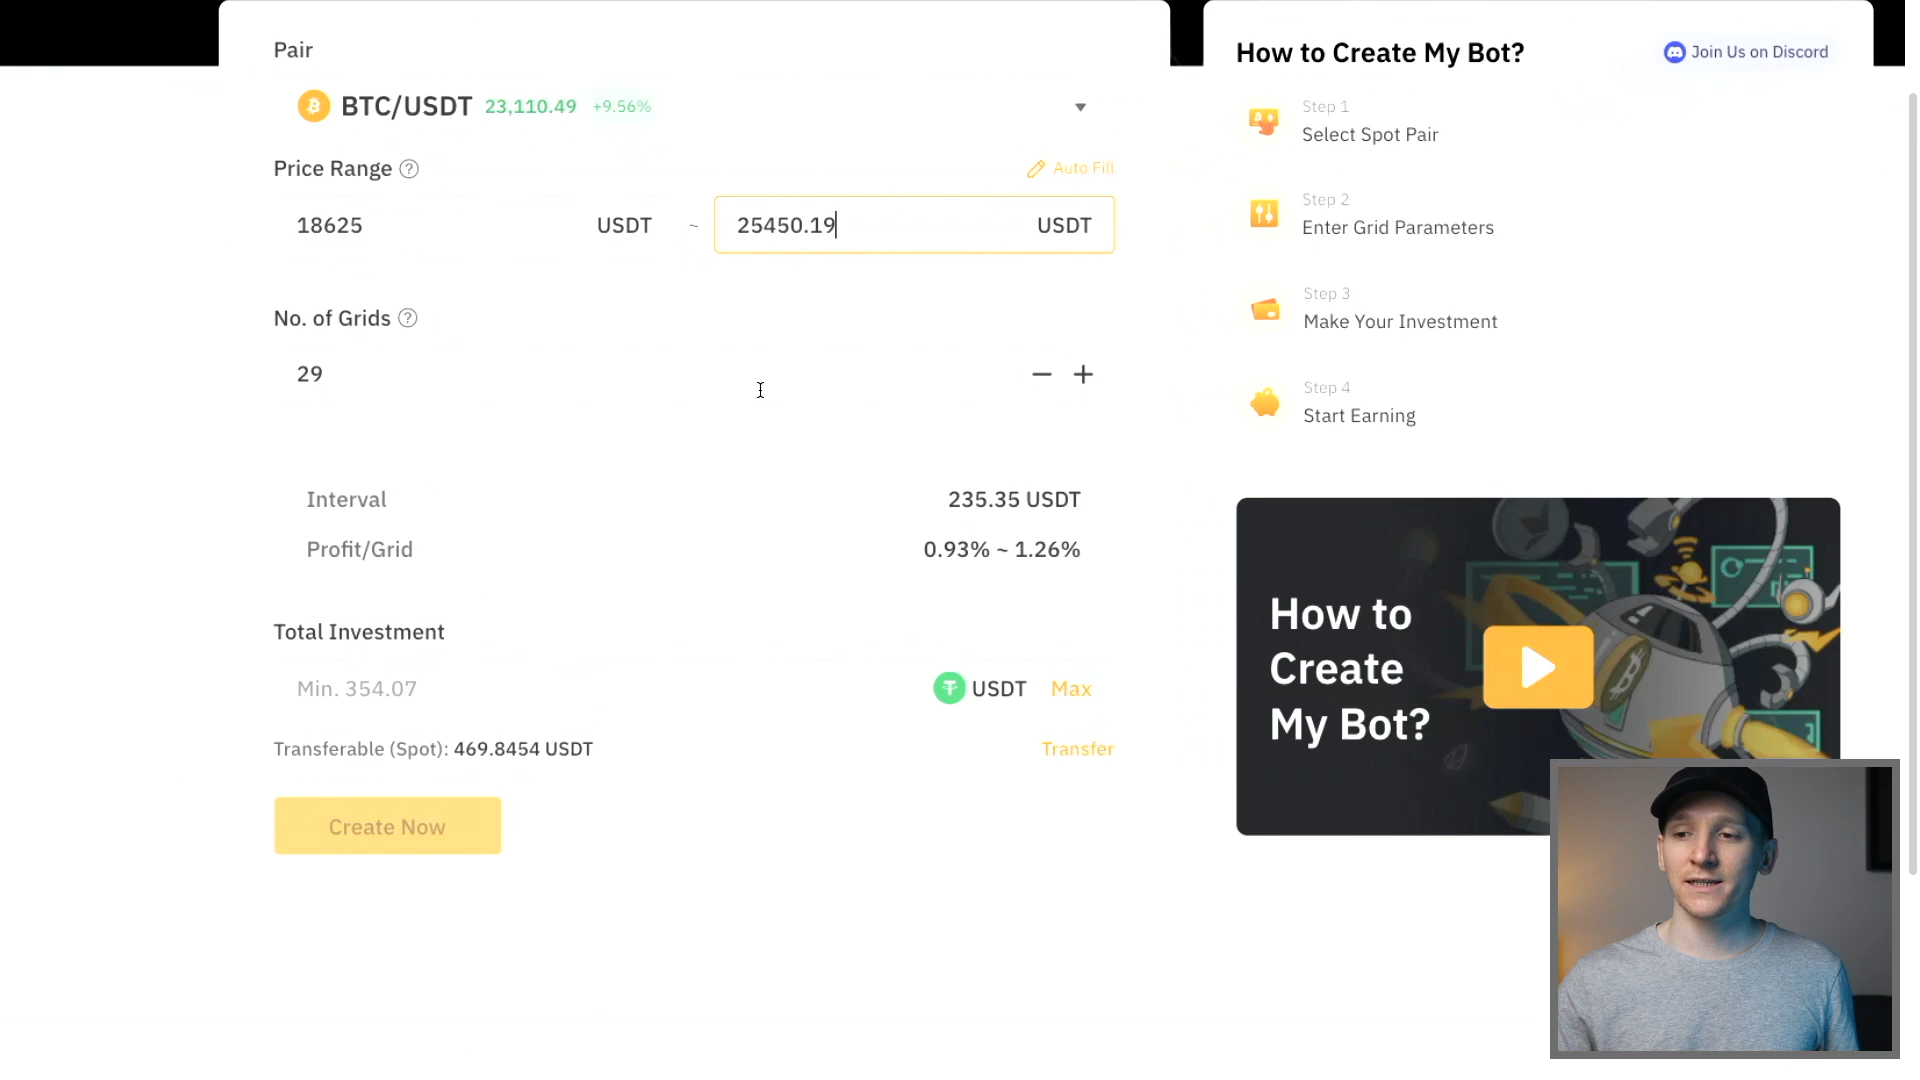 Pair
BTC/USDT 23,110.49 +9.56%
Price Range ? Auto Fill
18625 USDT ~ 25450.19 USDT
No. of Grids ?
29 − +
Interval 235.35 USDT
Profit/Grid 0.93% ~ 1.26%
Total Investment
Min. 354.07 USDT Max
Transferable (Spot): 469.8454 USDT Transfer
Create Now
How to Create My Bot? Join Us on Discord
Step 1
Select Spot Pair
Step 2
Enter Grid Parameters
Step 3
Make Your Investment
Step 4
Start Earning
How to
Create
My Bot?